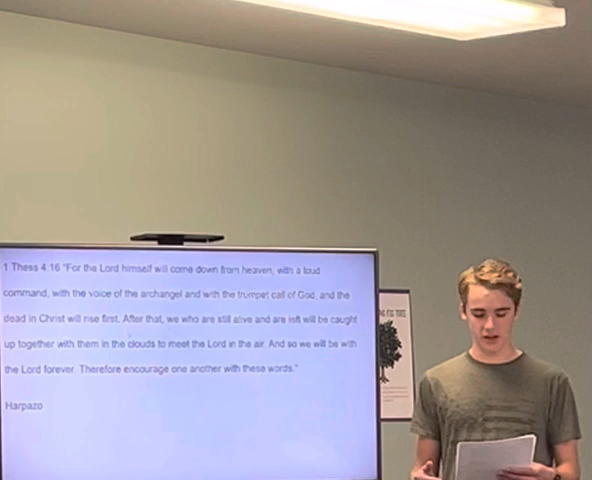 1 Thess 4:16 "For the Lord himself will come down from heaven, with a loud
command, with the voice of the archangel and with the trumpet call of God, and the
dead in Christ will rise first. After that, we who are still alive and are left will be caught
up together with them in the clouds to meet the Lord in the air. And so we will be with
the Lord forever. Therefore encourage one another with these words."
Harpazo
FIG TREE